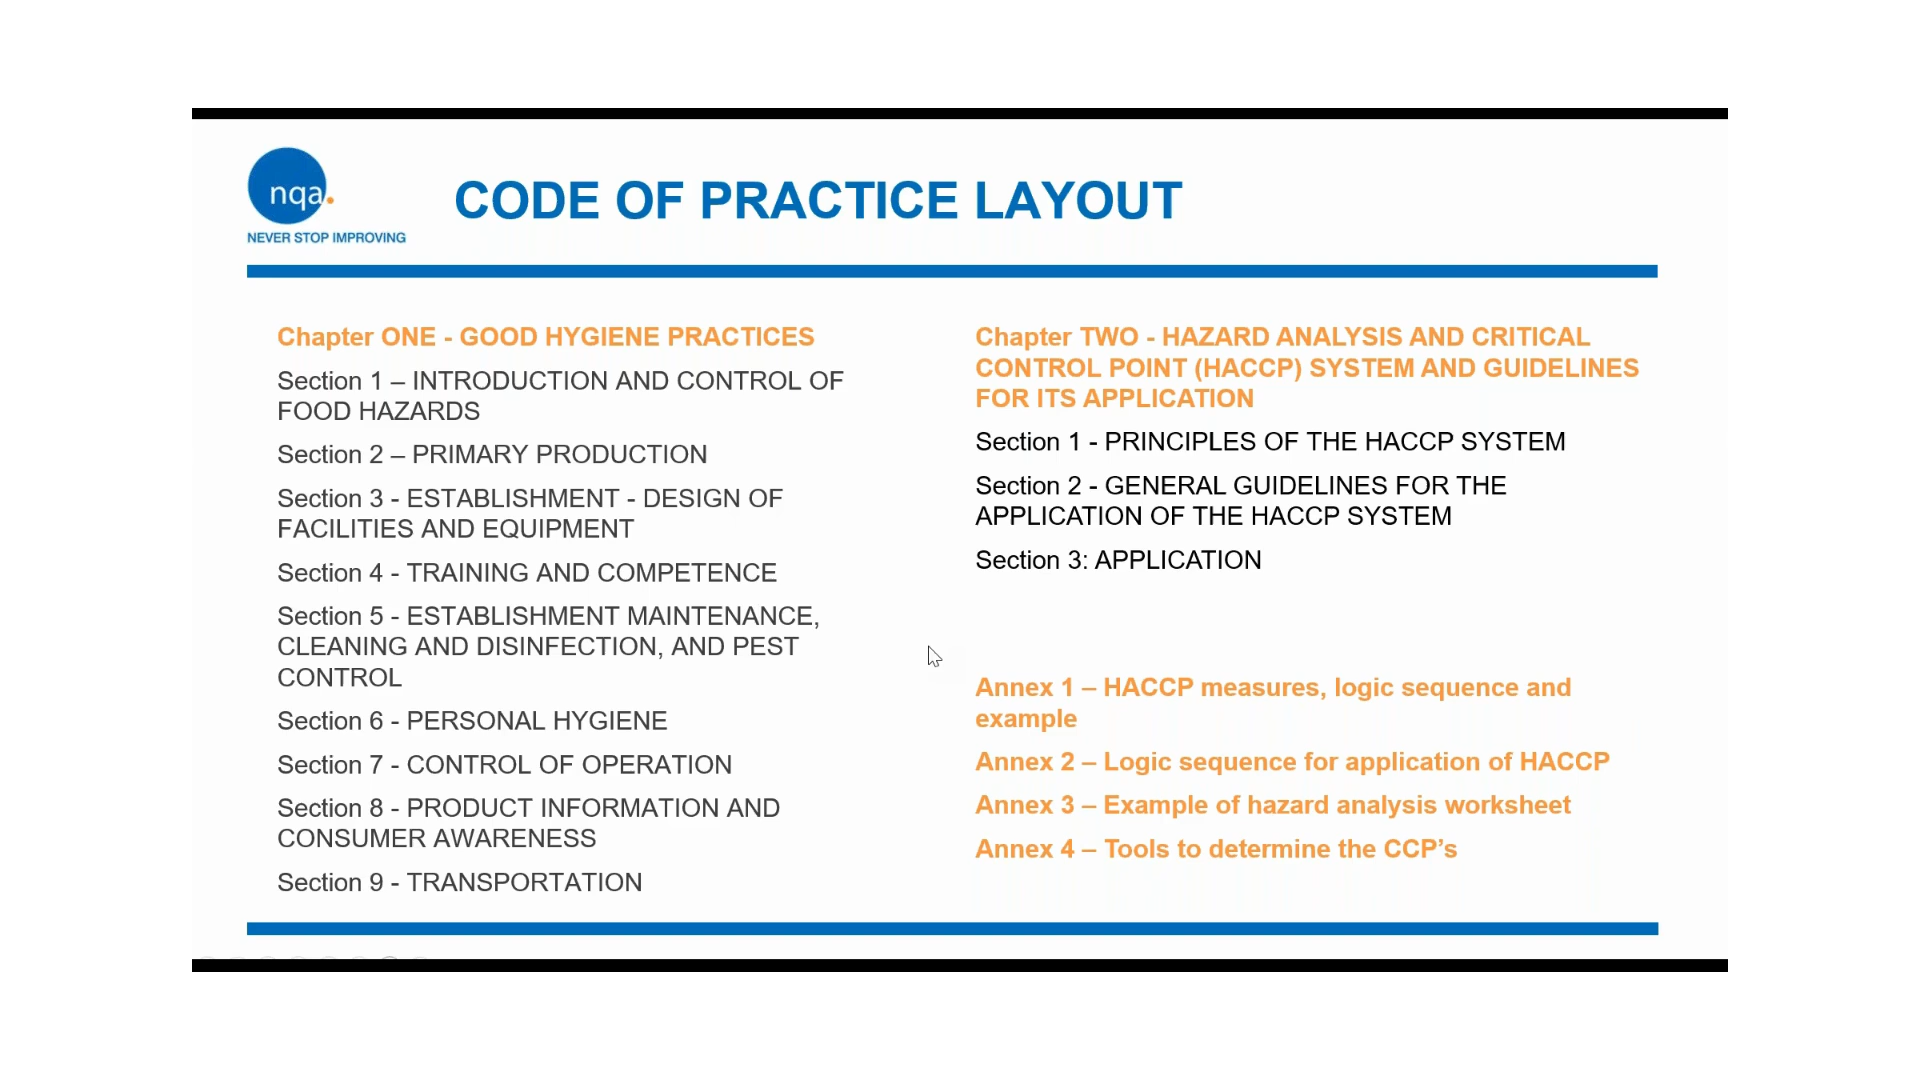 nqa.
NEVER STOP IMPROVING
CODE OF PRACTICE LAYOUT
Chapter ONE - GOOD HYGIENE PRACTICES
Section 1 – INTRODUCTION AND CONTROL OF
FOOD HAZARDS
Section 2 – PRIMARY PRODUCTION
Section 3 - ESTABLISHMENT - DESIGN OF
FACILITIES AND EQUIPMENT
Section 4 - TRAINING AND COMPETENCE
Section 5 - ESTABLISHMENT MAINTENANCE,
CLEANING AND DISINFECTION, AND PEST
CONTROL
Section 6 - PERSONAL HYGIENE
Section 7 - CONTROL OF OPERATION
Section 8 - PRODUCT INFORMATION AND
CONSUMER AWARENESS
Section 9 - TRANSPORTATION
Chapter TWO - HAZARD ANALYSIS AND CRITICAL
CONTROL POINT (HACCP) SYSTEM AND GUIDELINES
FOR ITS APPLICATION
Section 1 - PRINCIPLES OF THE HACCP SYSTEM
Section 2 - GENERAL GUIDELINES FOR THE
APPLICATION OF THE HACCP SYSTEM
Section 3: APPLICATION
Annex 1 – HACCP measures, logic sequence and
example
Annex 2 – Logic sequence for application of HACCP
Annex 3 – Example of hazard analysis worksheet
Annex 4 – Tools to determine the CCP’s